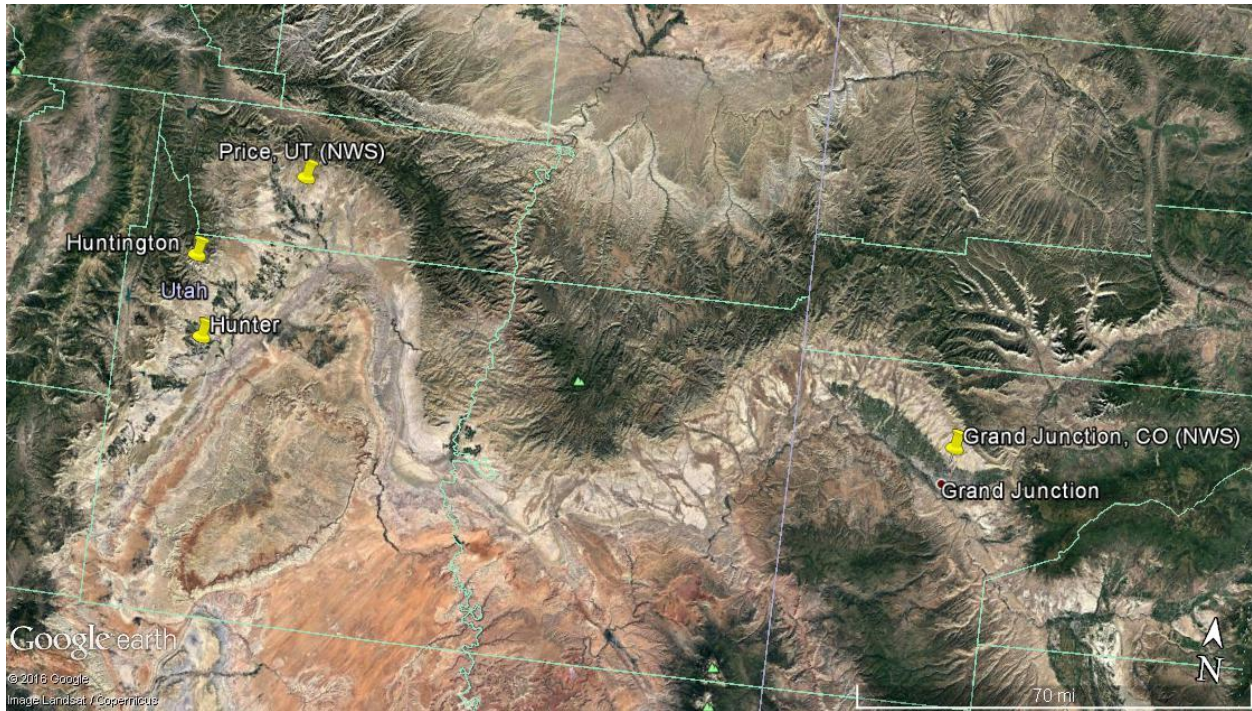 Price, UT (NWS)
Huntington
Utah
Hunter
Grand Junction, CO (NWS)
Grand Junction
Google earth
© 2016 Google
Image Landsat / Copernicus
70 mi
N